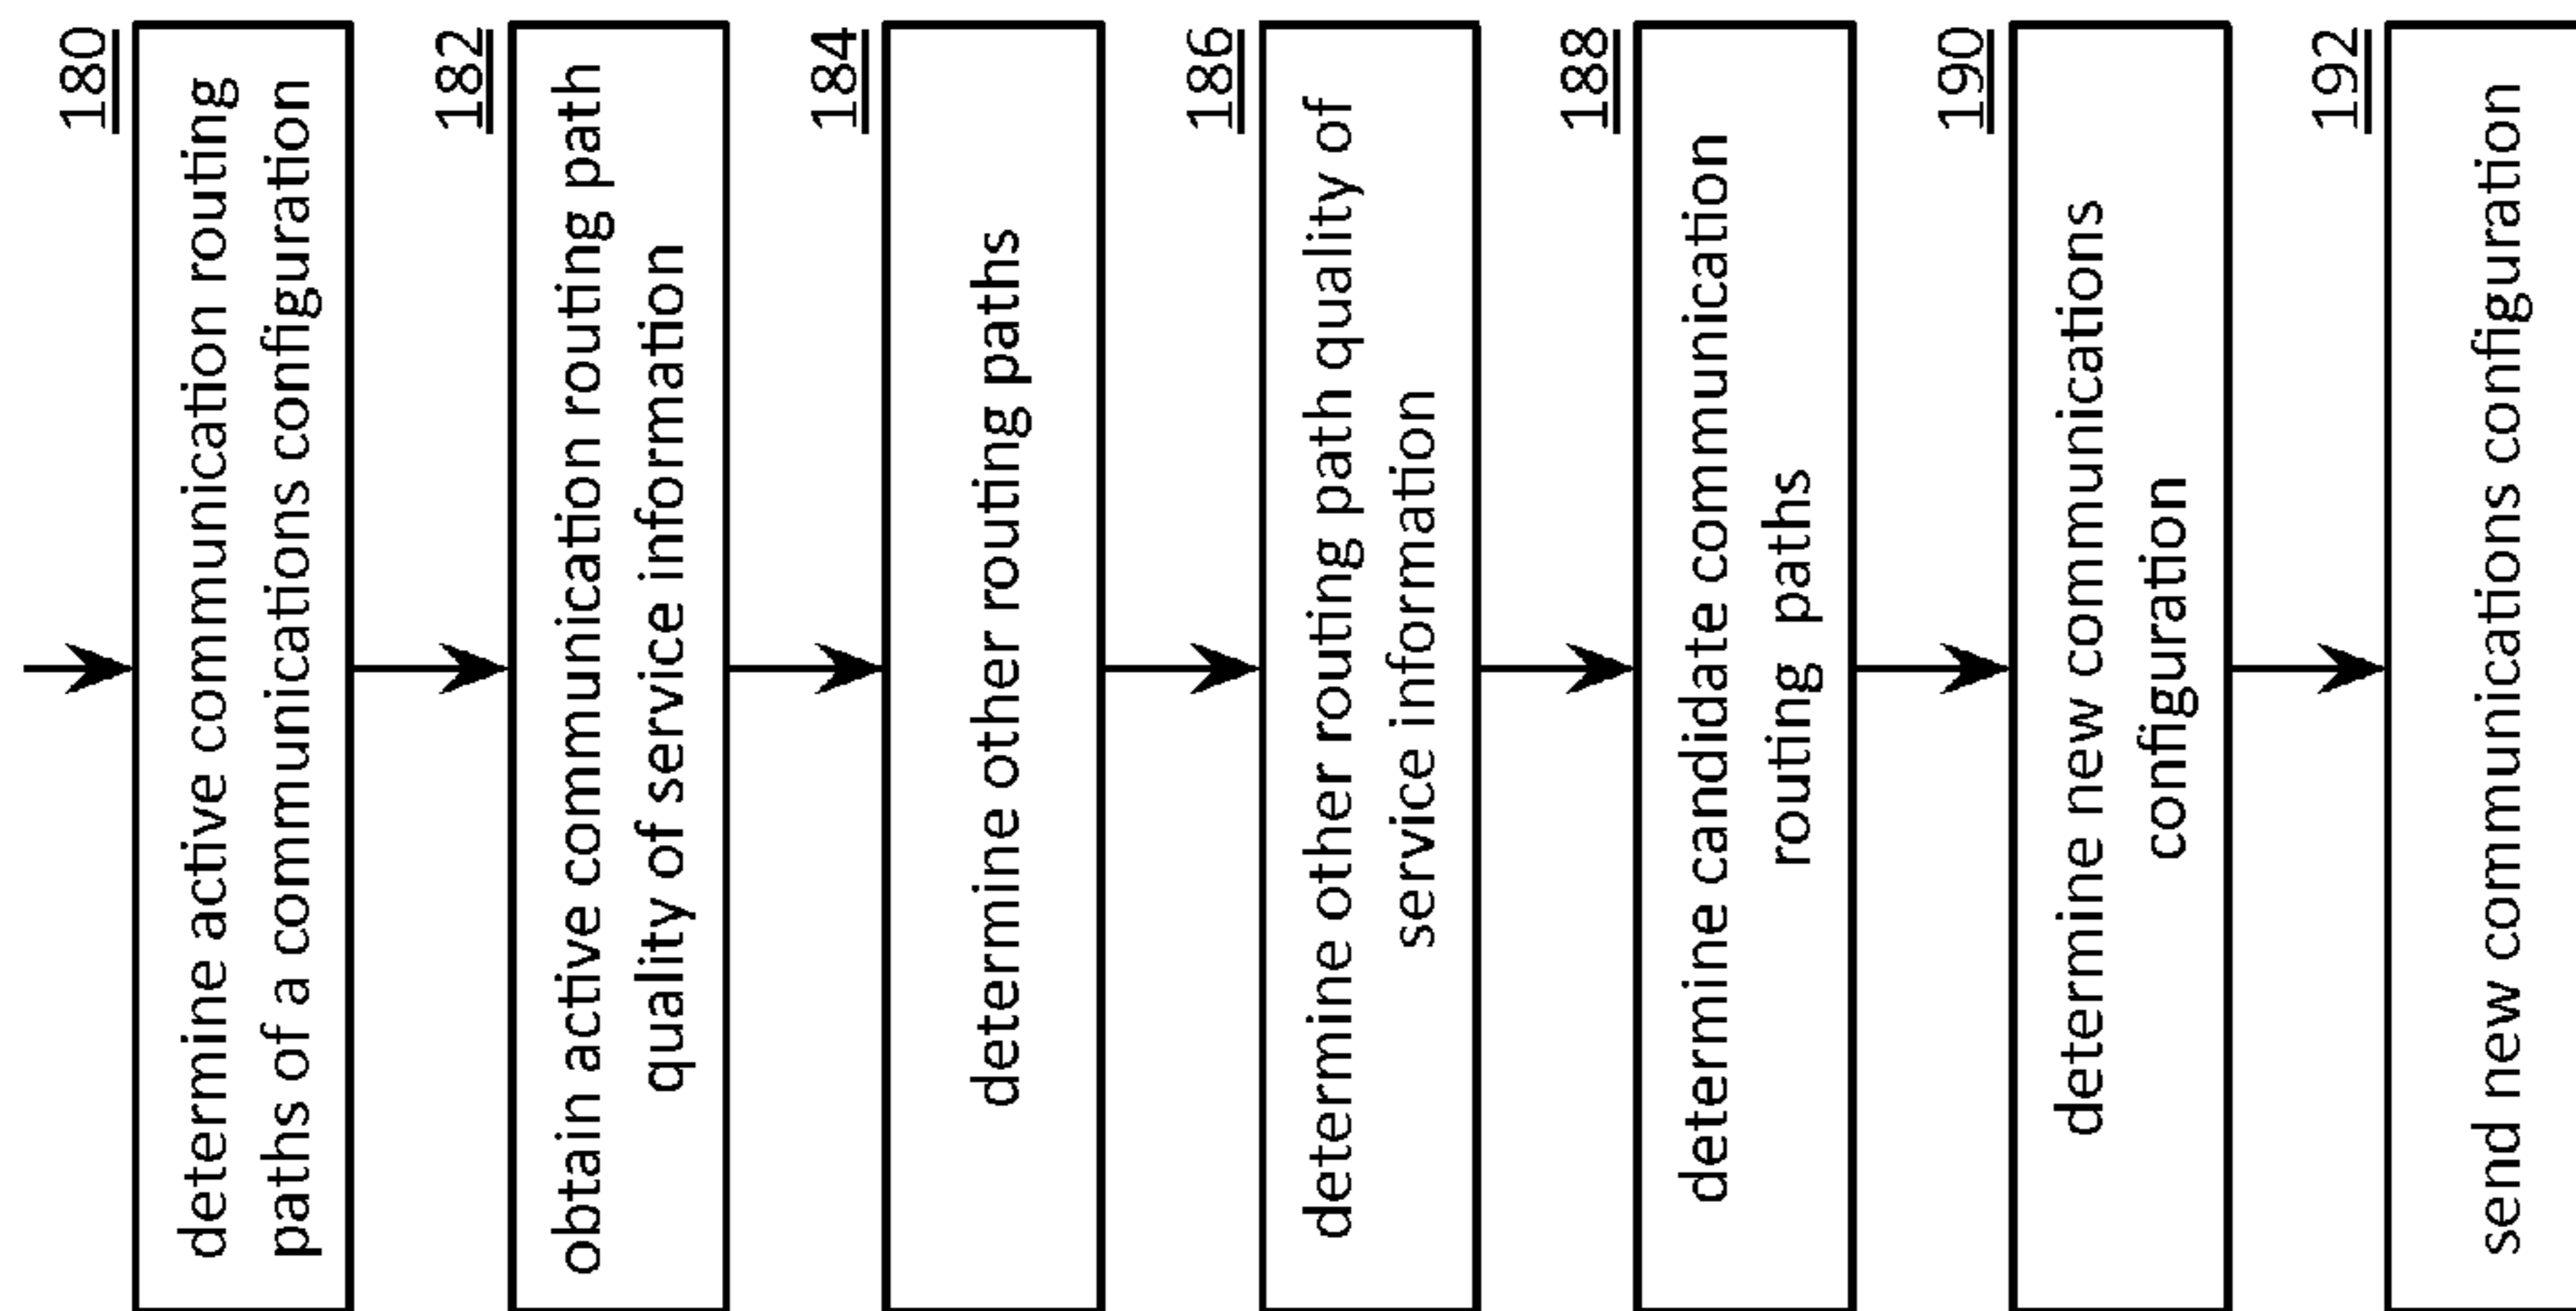 180
determine active communication routing
paths of a communications configuration
182
obtain active communication routing path
quality of service information
184
determine other routing paths
186
determine other routing path quality of
service information
188
determine candidate communication
routing paths
190
determine new communications
configuration
192
send new communications configuration